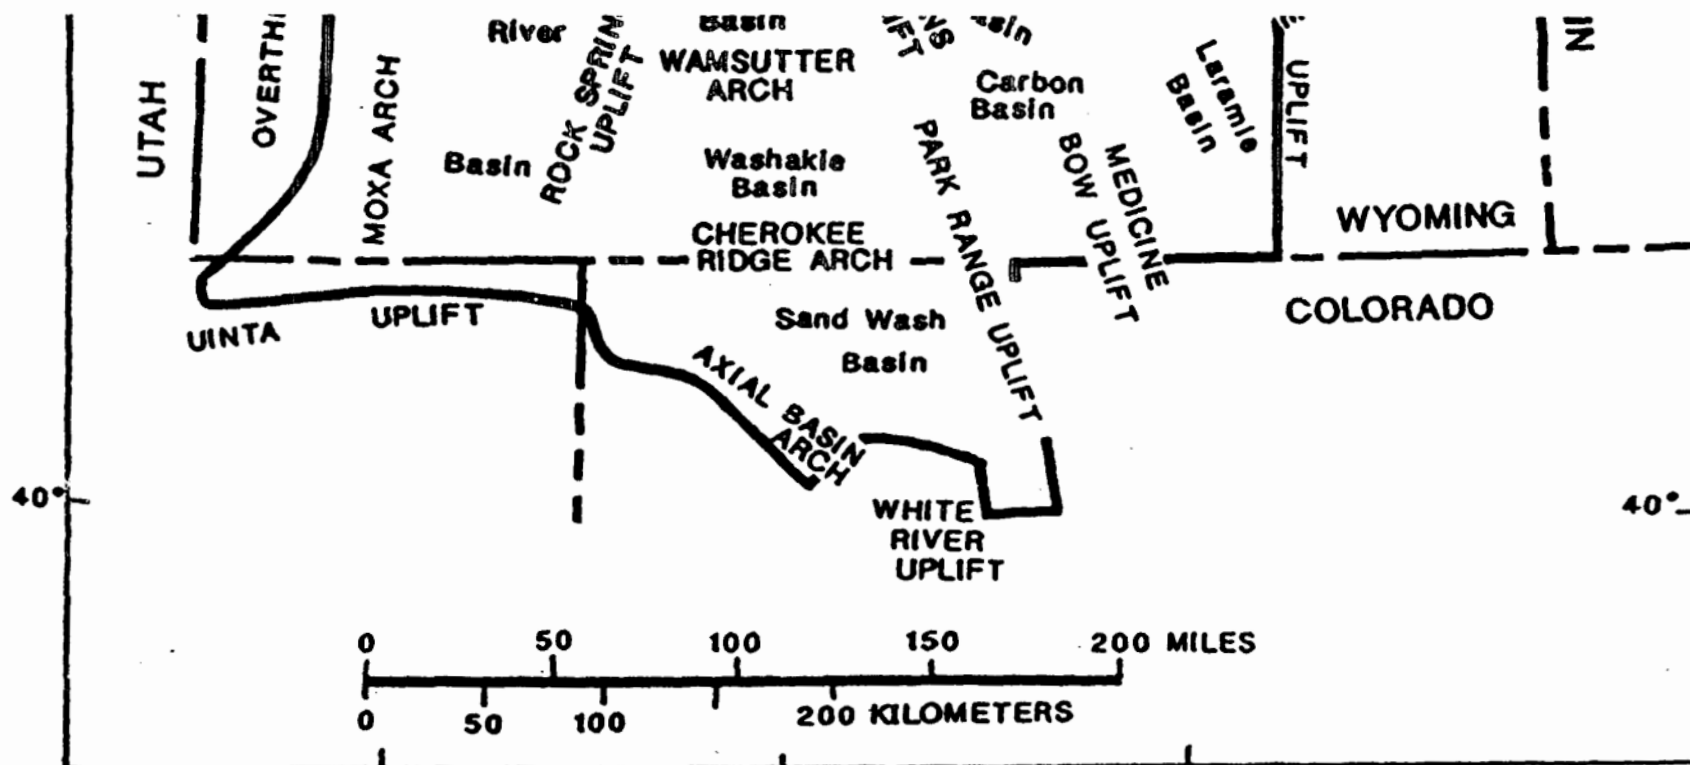 River
Basin
UTAH
OVERTH
MOXA ARCH
Basin
ROCK SPRIN
UPLIFT
WAMSUTTER
ARCH
Washakie
Basin
CHEROKEE
RIDGE ARCH
Carbon
Basin
PARK RANGE UPLIFT
MEDICINE
BOW UPLIFT
Laramie
Basin
UPLIFT
IN
WYOMING
COLORADO
UINTA UPLIFT
Sand Wash
Basin
AXIAL BASIN
ARCH
WHITE
RIVER
UPLIFT
40° 40°
0 50 100 150 200 MILES
0 50 100 200 KILOMETERS